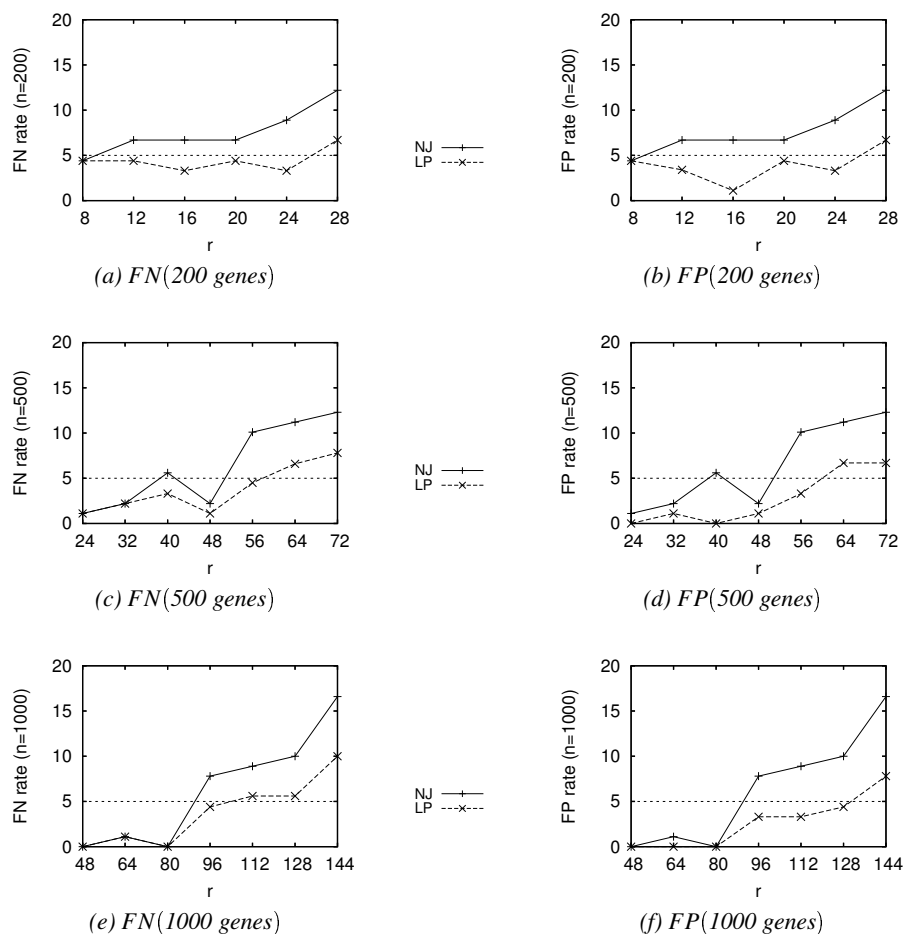 20
15
10
5
0
FN rate (n=200)
8 12 16 20 24 28
r
(a) FN(200 genes)
NJ
LP
20
15
10
5
0
FP rate (n=200)
8 12 16 20 24 28
r
(b) FP(200 genes)
20
15
10
5
0
FN rate (n=500)
24 32 40 48 56 64 72
r
(c) FN(500 genes)
NJ
LP
20
15
10
5
0
FP rate (n=500)
24 32 40 48 56 64 72
r
(d) FP(500 genes)
20
15
10
5
0
FN rate (n=1000)
48 64 80 96 112 128 144
r
(e) FN(1000 genes)
NJ
LP
20
15
10
5
0
FP rate (n=1000)
48 64 80 96 112 128 144
r
(f) FP(1000 genes)